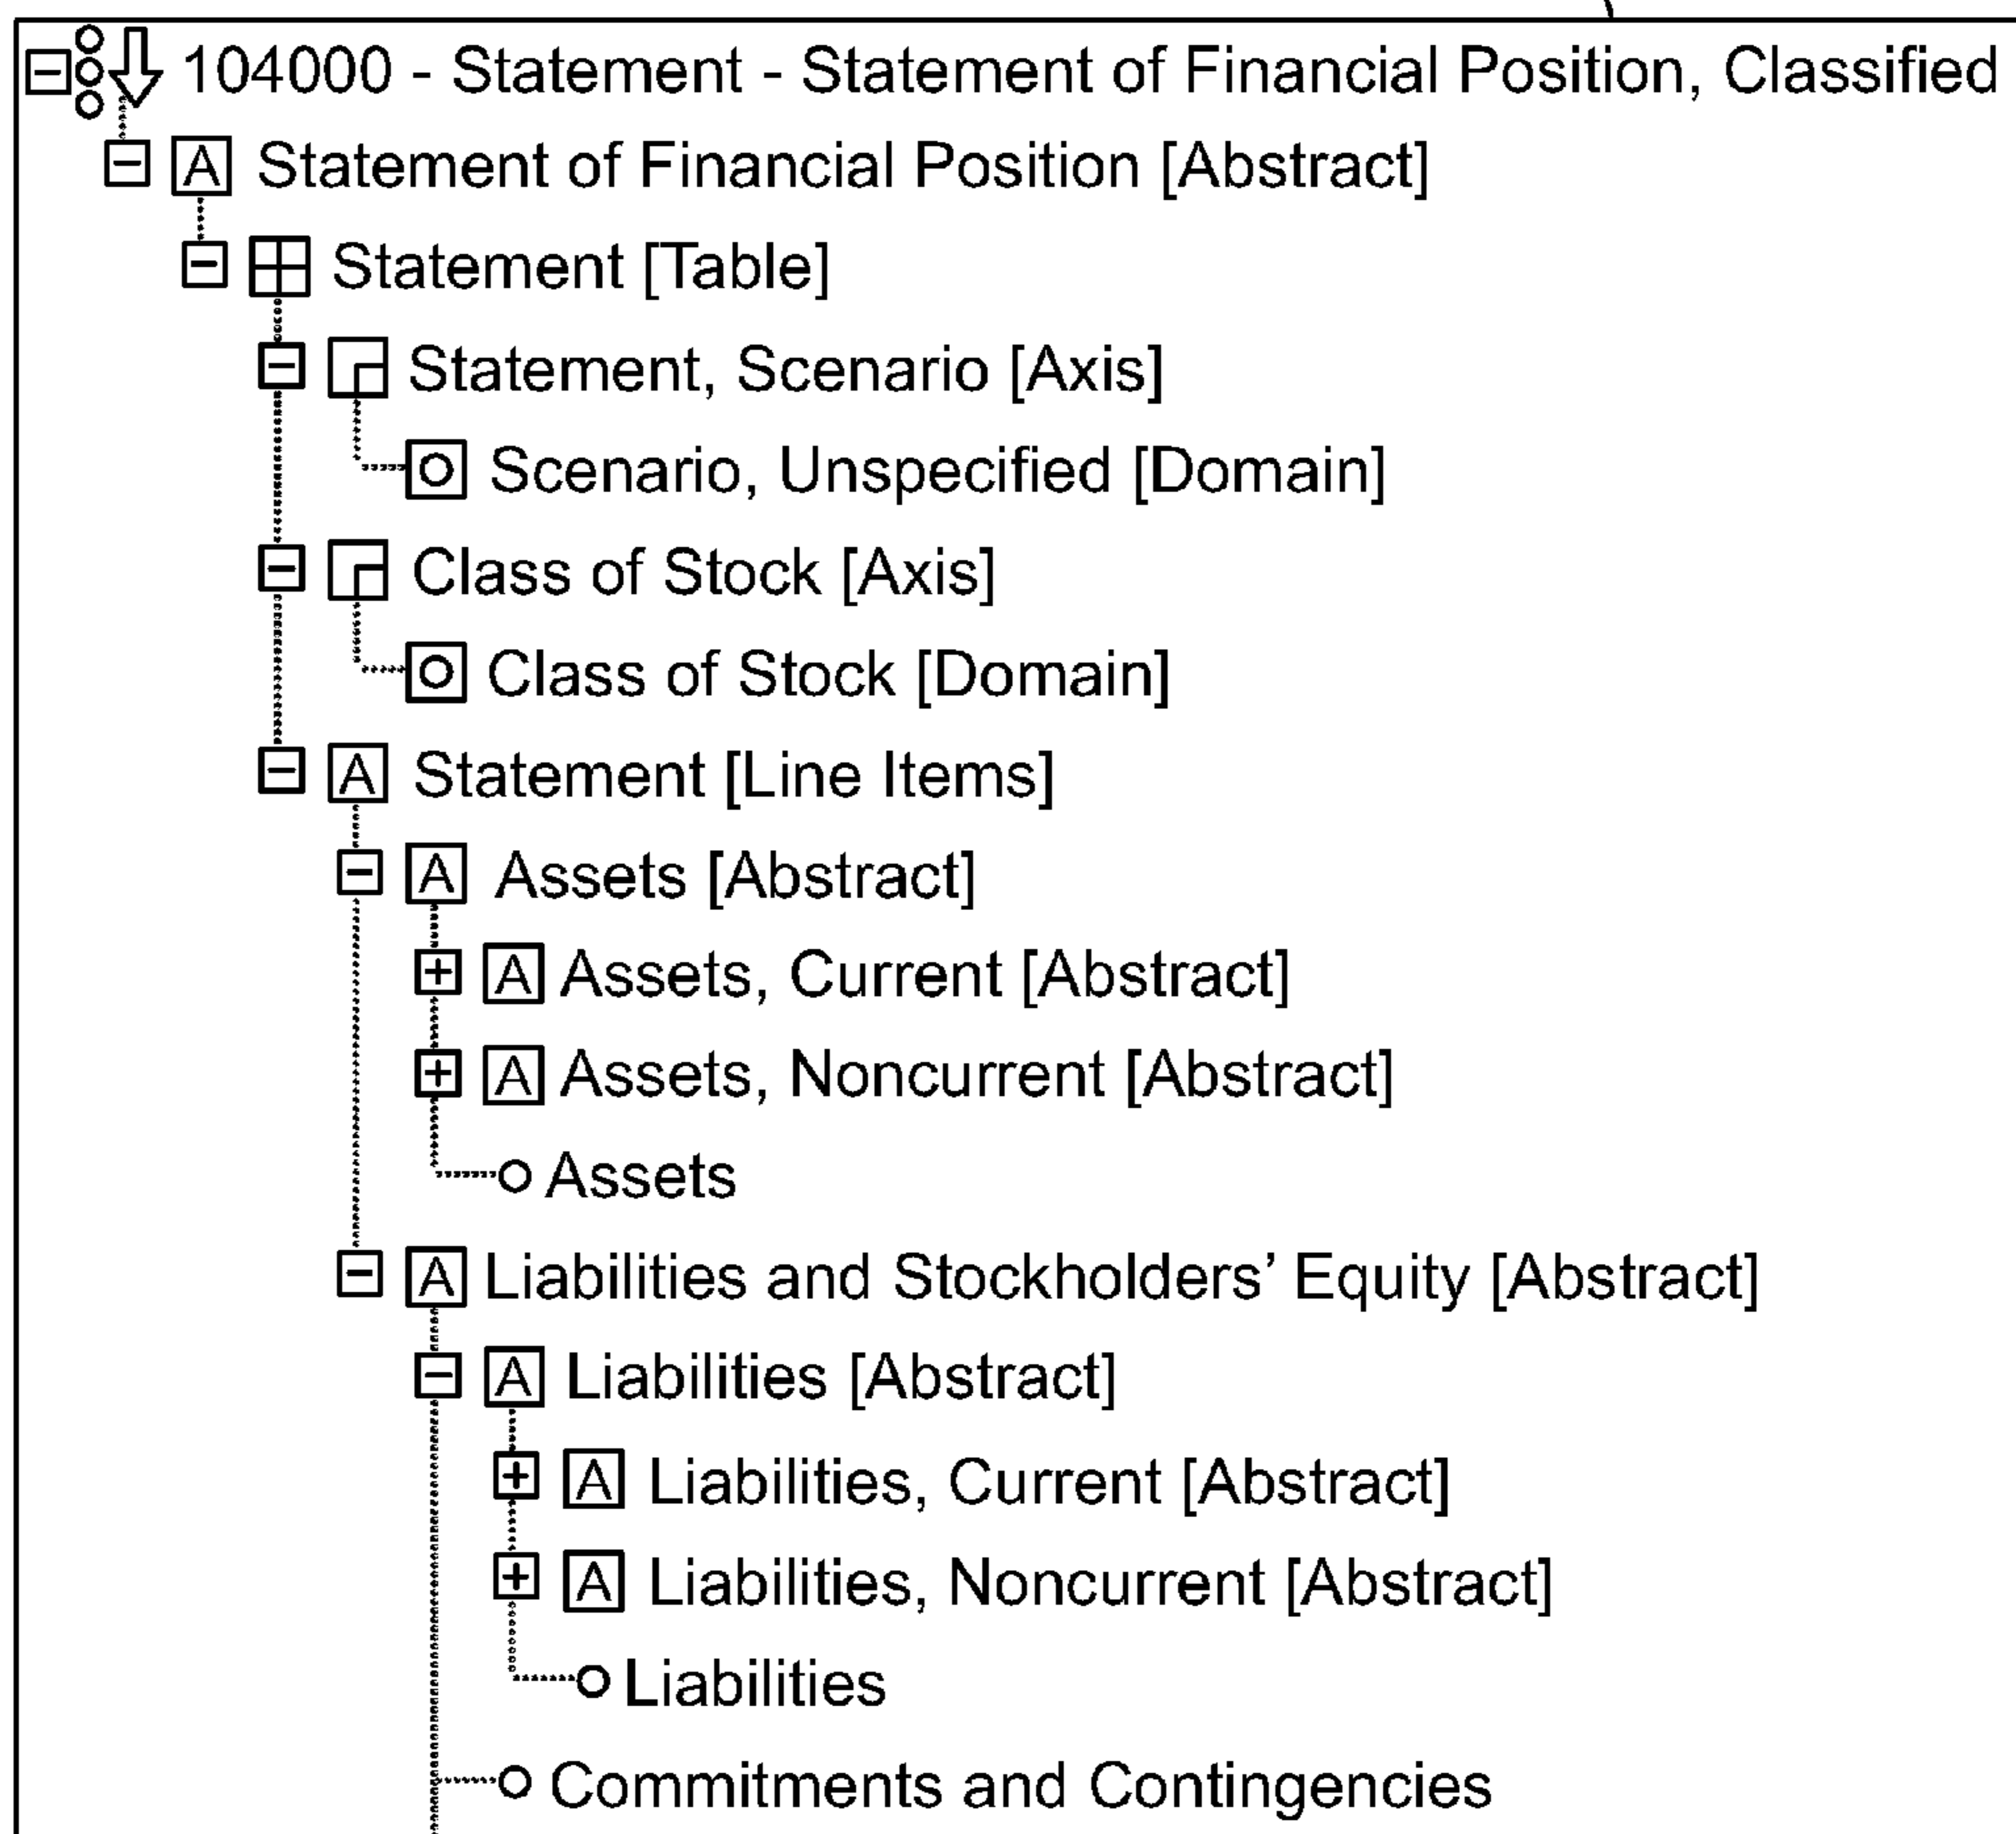 104000 - Statement - Statement of Financial Position, Classified
A Statement of Financial Position [Abstract]
Statement [Table]
Statement, Scenario [Axis]
Scenario, Unspecified [Domain]
Class of Stock [Axis]
Class of Stock [Domain]
A Statement [Line Items]
A Assets [Abstract]
A Assets, Current [Abstract]
A Assets, Noncurrent [Abstract]
Assets
A Liabilities and Stockholders’ Equity [Abstract]
A Liabilities [Abstract]
A Liabilities, Current [Abstract]
A Liabilities, Noncurrent [Abstract]
Liabilities
Commitments and Contingencies